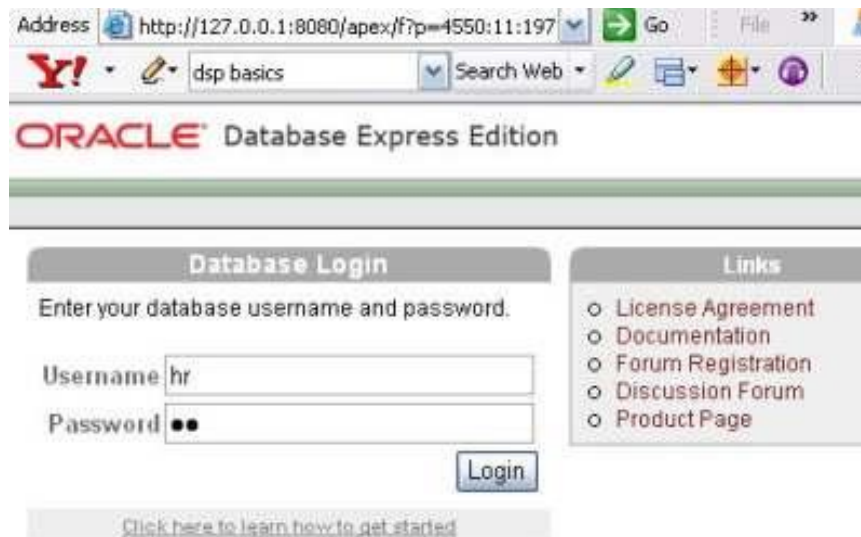 Address http://127.0.0.1:8080/apex/f?p=4550:11:197 Go File »
Y! dsp basics Search Web
ORACLE Database Express Edition
Database Login
Enter your database username and password.
Username hr
Password ●●
Login
Click here to learn how to get started
Links
License Agreement
Documentation
Forum Registration
Discussion Forum
Product Page